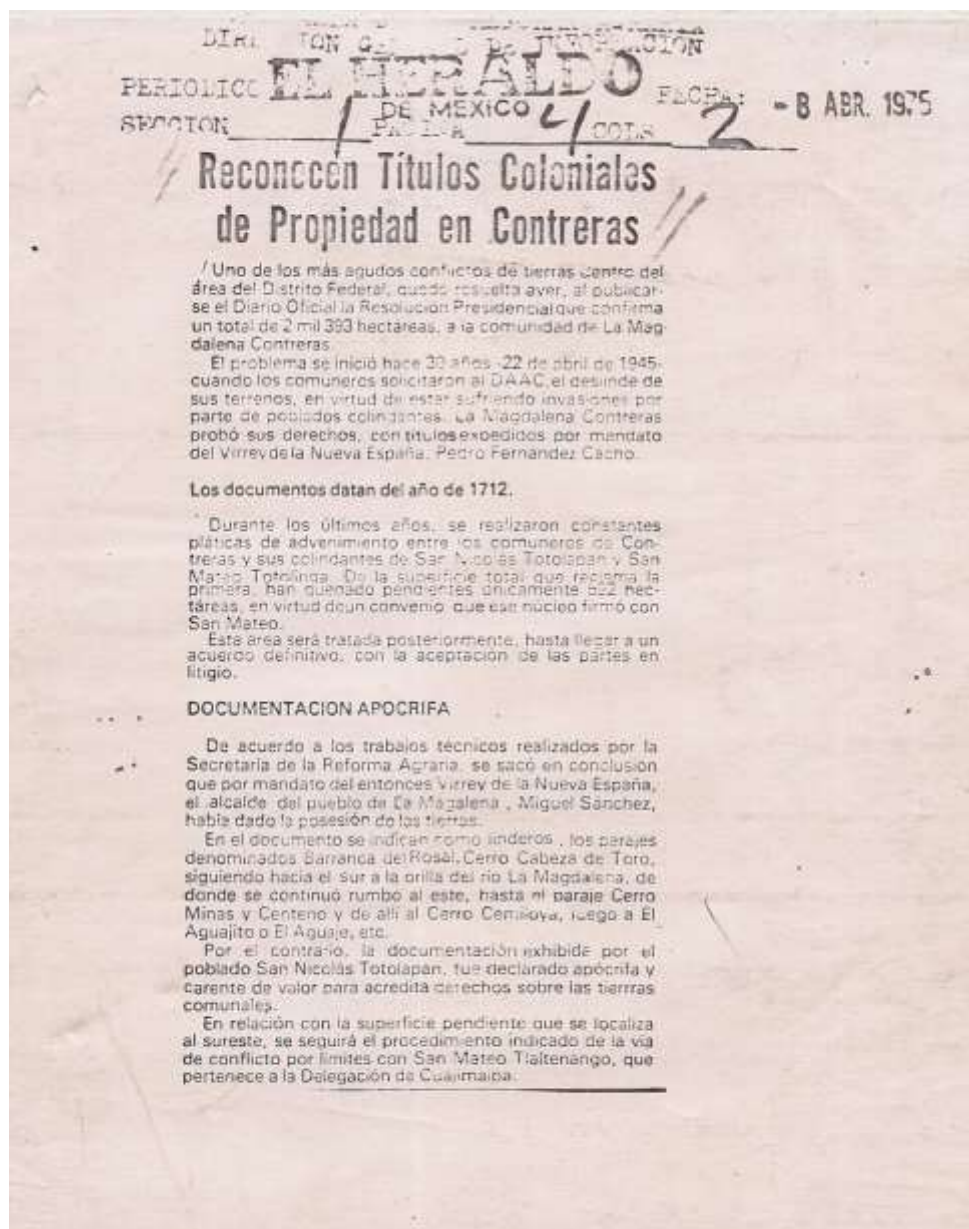 PERIODICO EL HERALDO DE MEXICO FECHA: - 8 ABR. 1975
SECCION 1 PAGINA 4 COLS 2
Reconocen Títulos Coloniales
de Propiedad en Contreras
Uno de los más agudos conflictos de tierras dentro del
área del Distrito Federal, quedó resuelta ayer, al publicar-
se el Diario Oficial la Resolución Presidencial que confirma
un total de 2 mil 393 hectáreas, a la comunidad de La Mag-
dalena Contreras.
El problema se inició hace 30 años -22 de abril de 1945-
cuando los comuneros solicitaron al DAAC, el deslinde de
sus terrenos, en virtud de estar sufriendo invasiones por
parte de poblados colindantes. La Magdalena Contreras
probó sus derechos, con títulos expedidos por mandato
del Virrey de la Nueva España, Pedro Fernández Cacho.
Los documentos datan del año de 1712.
Durante los últimos años, se realizaron constantes
pláticas de advenimiento entre los comuneros de Con-
treras y sus colindantes de San Nicolás Totolapan y San
Mateo De la superficie total que reclama la
primera, han quedado pendientes únicamente hec-
táreas, en virtud deun convenio que ese núcleo firmó con
San Mateo.
Esta area será tratada posteriormente, hasta llegar a un
acuerdo definitivo, con la aceptación de las partes en
litigio.
DOCUMENTACION APOCRIFA
De acuerdo a los trabajos técnicos realizados por la
Secretaría de la Reforma Agraria, se sacó en conclusión
que por mandato del entonces Virrey de la Nueva España,
el alcalde del pueblo de La Magalena, Miguel Sánchez,
había dado la posesión de las tierras.
En el documento se indican como linderos, los parajes
denominados Barranca del Rosal, Cerro Cabeza de Toro,
siguiendo hacia el sur a la orilla del río La Magdalena, de
donde se continuó rumbo al este, hasta el paraje Cerro
Minas y Centeno y de allí al Cerro luego a El
Aguajito o El Aguaje, etc.
Por el contrario, la documentación exhibida por el
poblado San Nicolás Totolapan, fue declarado apócrifa y
carente de valor para acredita derechos sobre las tierrras
comunales.
En relación con la superficie pendiente que se localiza
al sureste, se seguirá el procedimiento indicado de la vía
de conflicto por límites con San Mateo Tlaltenango, que
pertenece a la Delegación de Cuajimalpa.